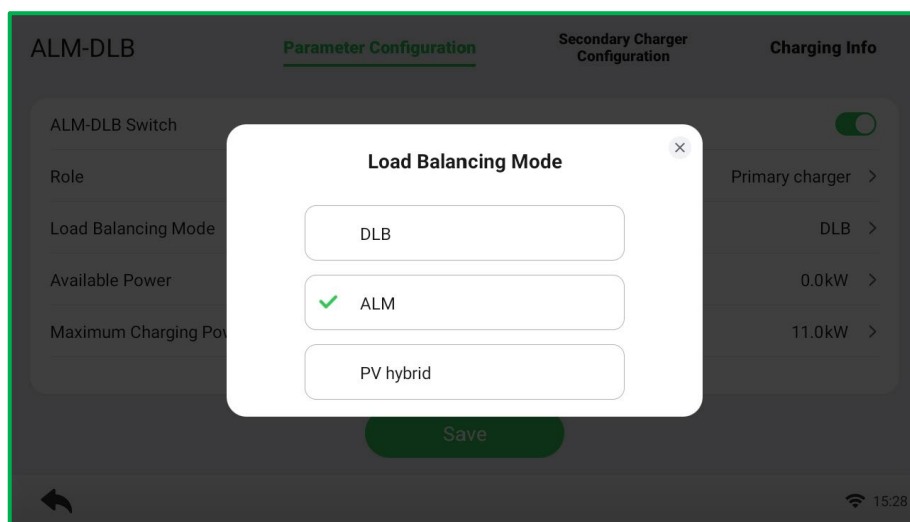 ALM-DLB
Parameter Configuration
Secondary Charger
Configuration
Charging Info
ALM-DLB Switch
Role
Primary charger
Load Balancing Mode
DLB
Available Power
0.0kW
Maximum Charging Pow
11.0kW
Load Balancing Mode
DLB
ALM
PV hybrid
Save
15:28